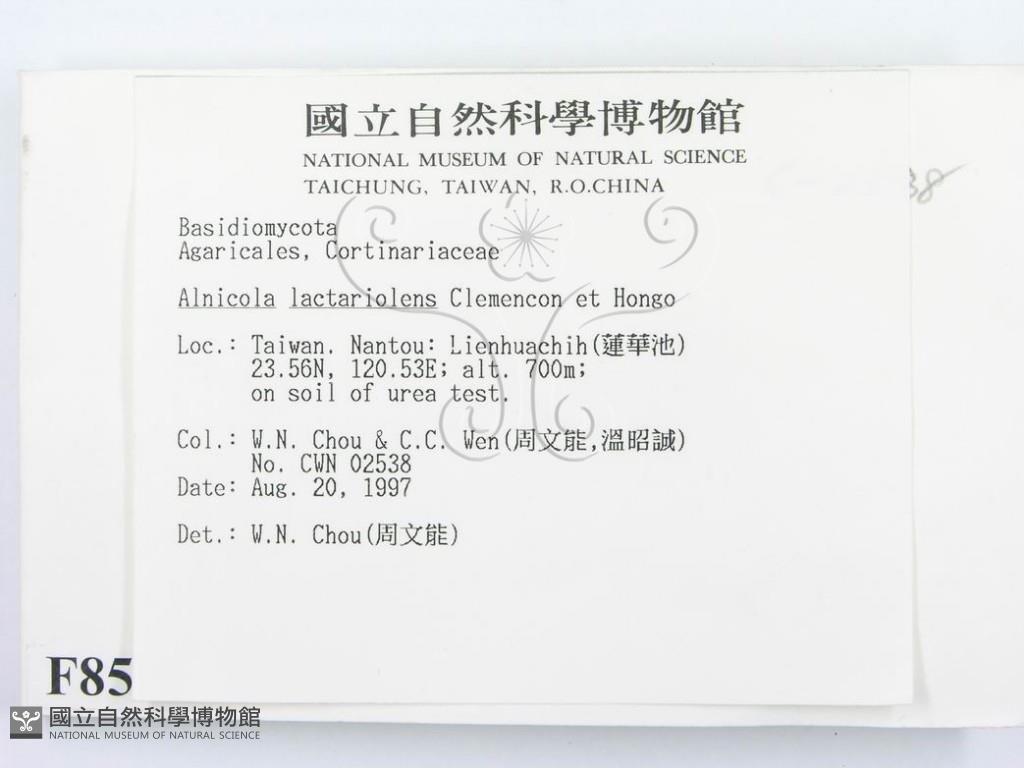 國立自然科學博物館
NATIONAL MUSEUM OF NATURAL SCIENCE
TAICHUNG, TAIWAN, R.O.CHINA
38
Basidiomycota
Agaricales, Cortinariaceae
Alnicola lactariolens Clemencon et Hongo
Loc.: Taiwan. Nantou: Lienhuachih(蓮華池)
23.56N, 120.53E; alt. 700m;
on soil of urea test.
Col.: W.N. Chou & C.C. Wen(周文能,溫昭誠)
No. CWN 02538
Date: Aug. 20, 1997
Det.: W.N. Chou(周文能)
F85
國立自然科學博物館
NATIONAL MUSEUM OF NATURAL SCIENCE